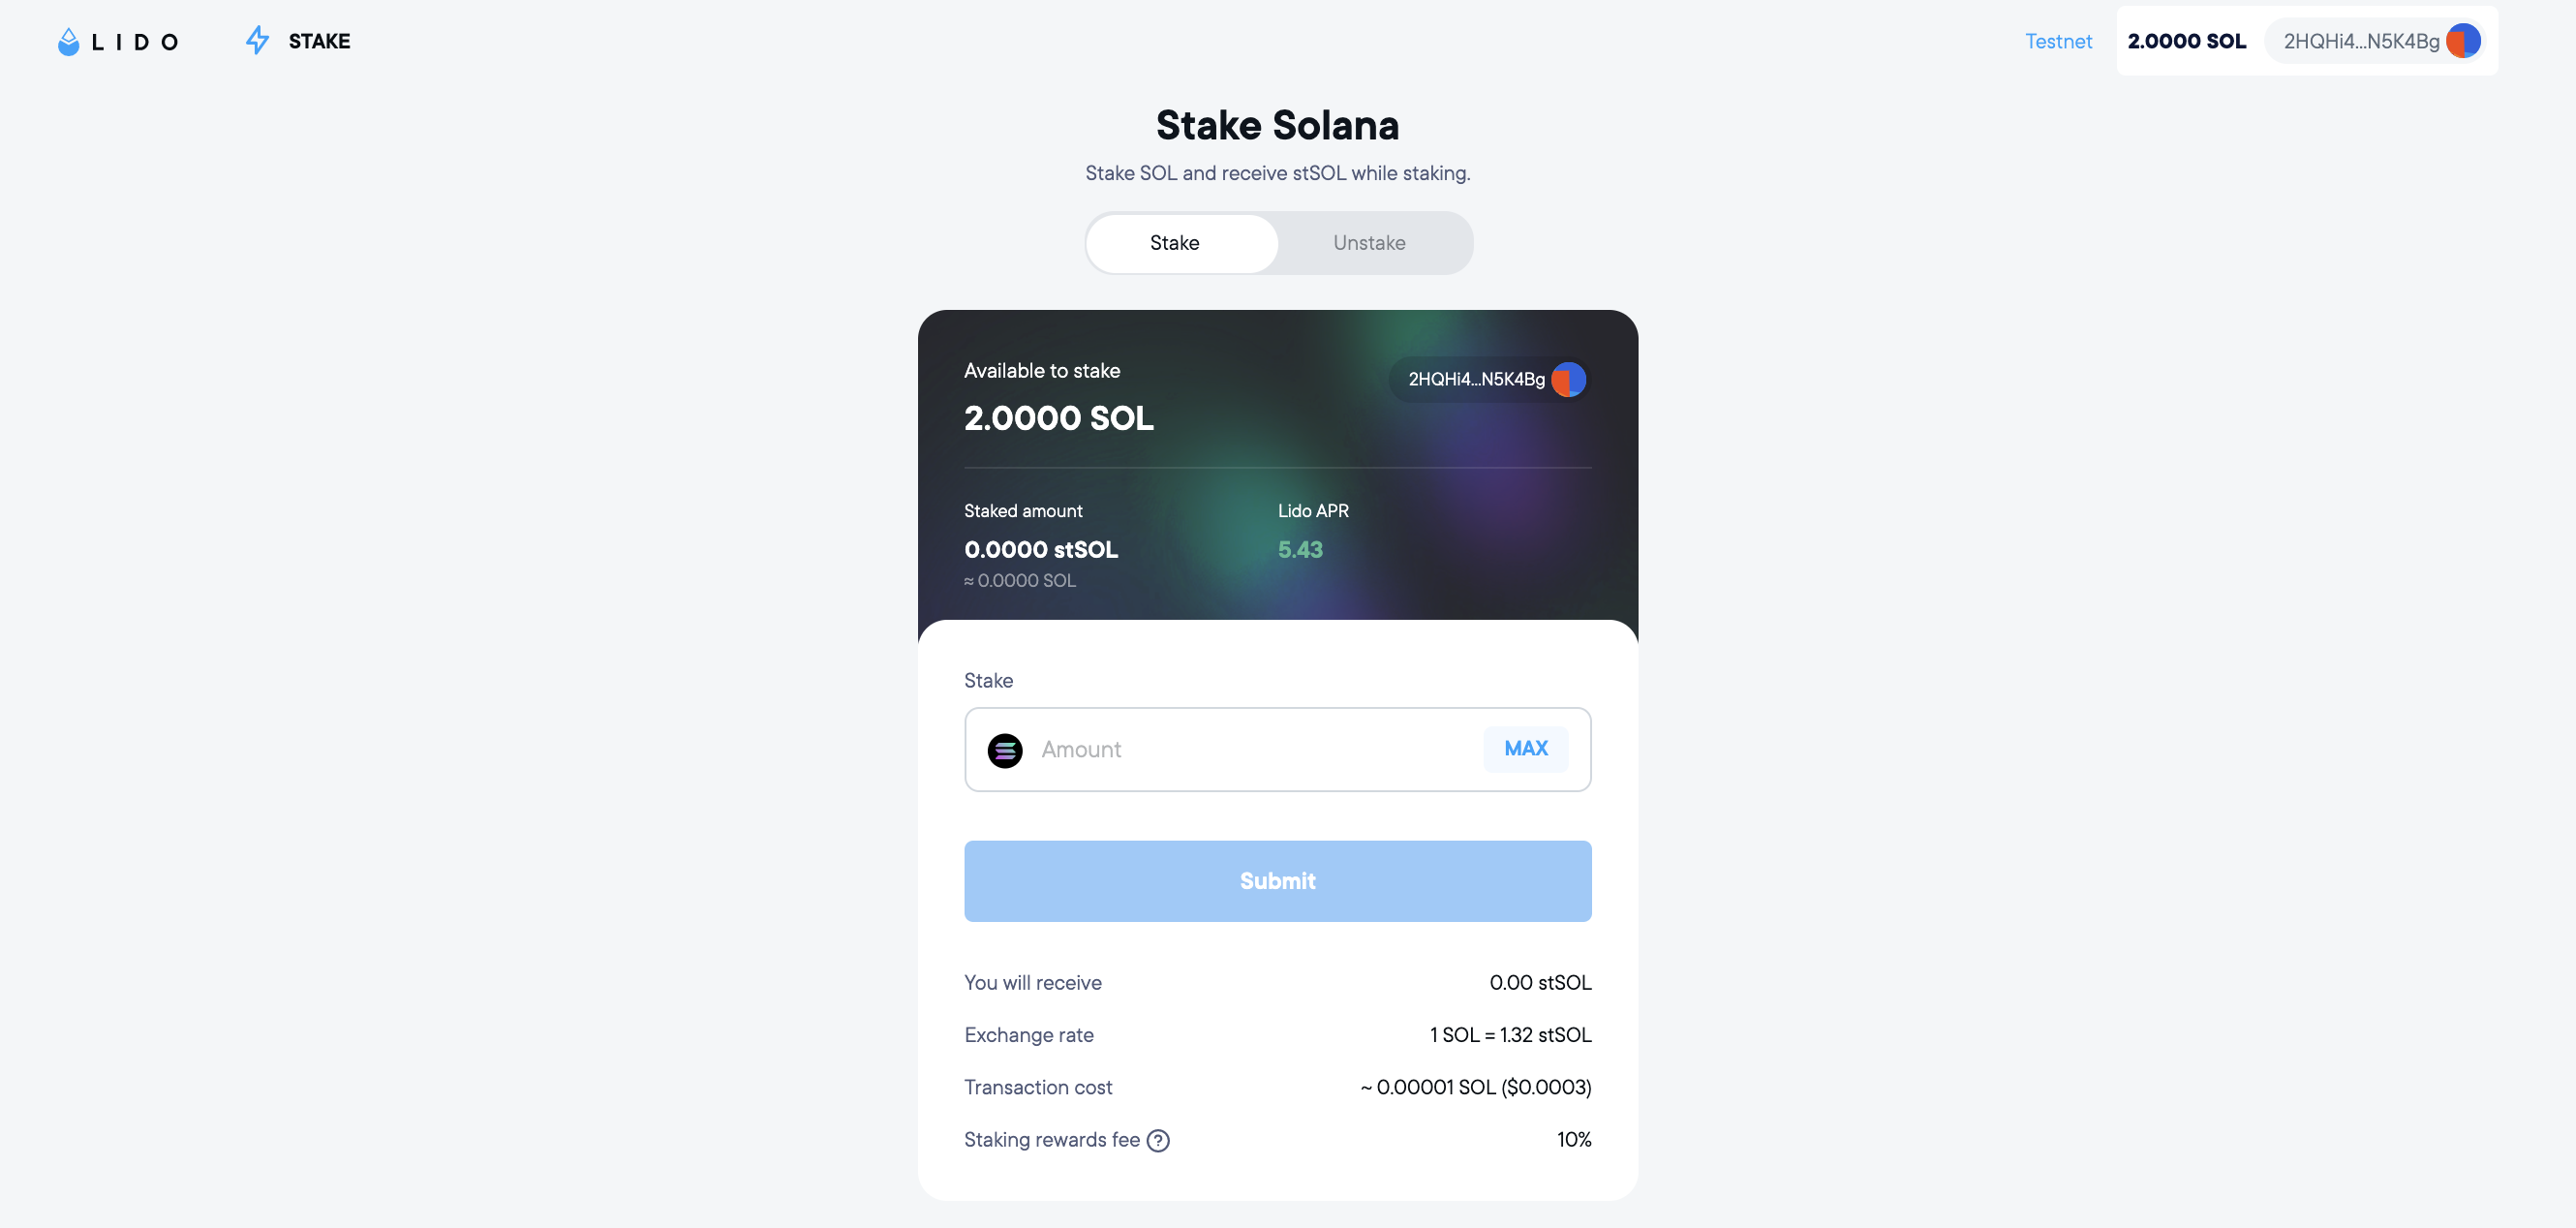 LIDO STAKE Testnet 2.0000 SOL 2HQHi4...N5K4Bg
Stake Solana
Stake SOL and receive stSOL while staking.
Stake Unstake
Available to stake 2HQHi4...N5K4Bg
2.0000 SOL
Staked amount Lido APR
0.0000 stSOL 5.43
≈ 0.0000 SOL
Stake
Amount MAX
Submit
You will receive 0.00 stSOL
Exchange rate 1 SOL = 1.32 stSOL
Transaction cost ~ 0.00001 SOL ($0.0003)
Staking rewards fee ? 10%